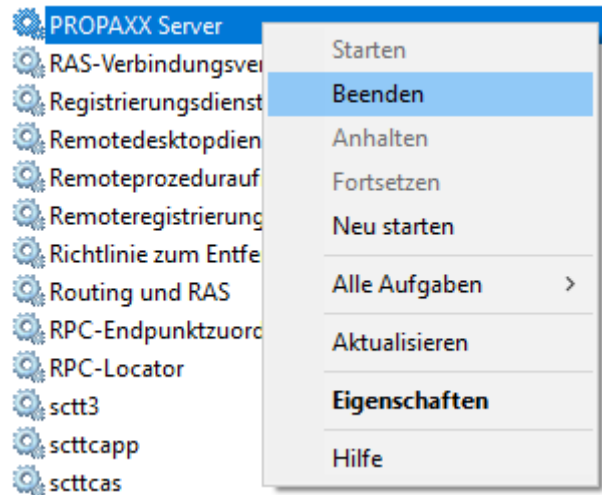 PROPAXX Server
RAS-Verbindungsver
Registrierungsdienst
Remotedesktopdien
Remoteprozedurauf
Remoteregistrierung
Richtlinie zum Entfe
Routing und RAS
RPC-Endpunktzuord
RPC-Locator
sctt3
scttcapp
scttcas
Starten
Beenden
Anhalten
Fortsetzen
Neu starten
Alle Aufgaben >
Aktualisieren
Eigenschaften
Hilfe